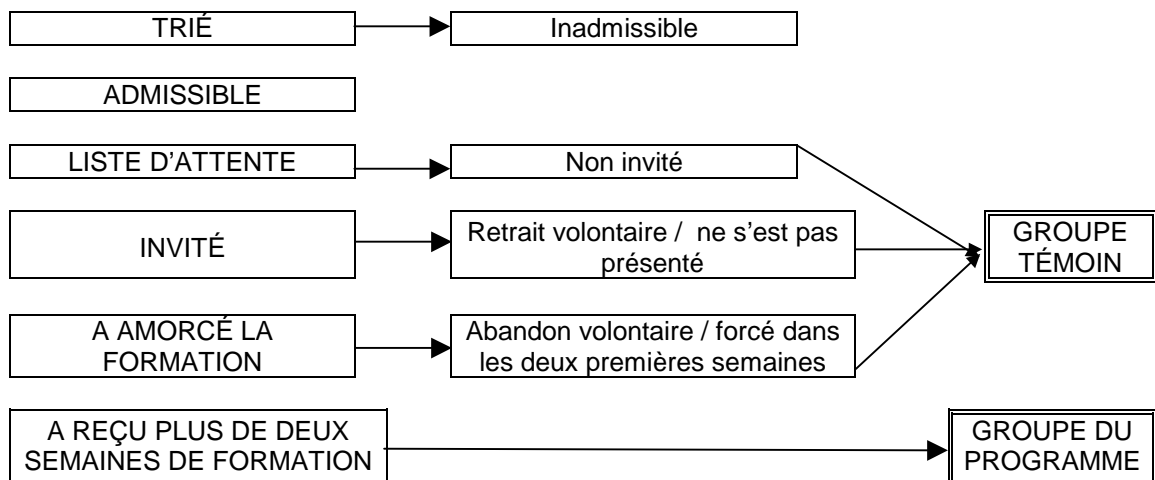 TRIÉ
Inadmissible
ADMISSIBLE
LISTE D'ATTENTE
Non invité
INVITÉ
Retrait volontaire / ne s'est pas
présenté
GROUPE
TÉMOIN
A AMORCÉ LA
FORMATION
Abandon volontaire / forcé dans
les deux premières semaines
A REÇU PLUS DE DEUX
SEMAINES DE FORMATION
GROUPE DU
PROGRAMME